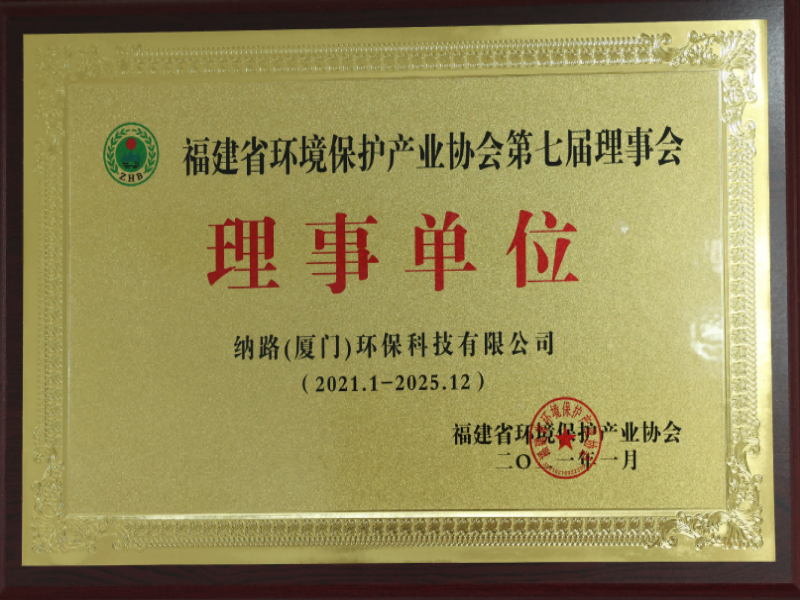 ZHB
福建省环境保护产业协会第七届理事会
理事单位
纳路(厦门)环保科技有限公司
(2021.1-2025.12)
福建省环境保护产业协会
二〇二一年一月